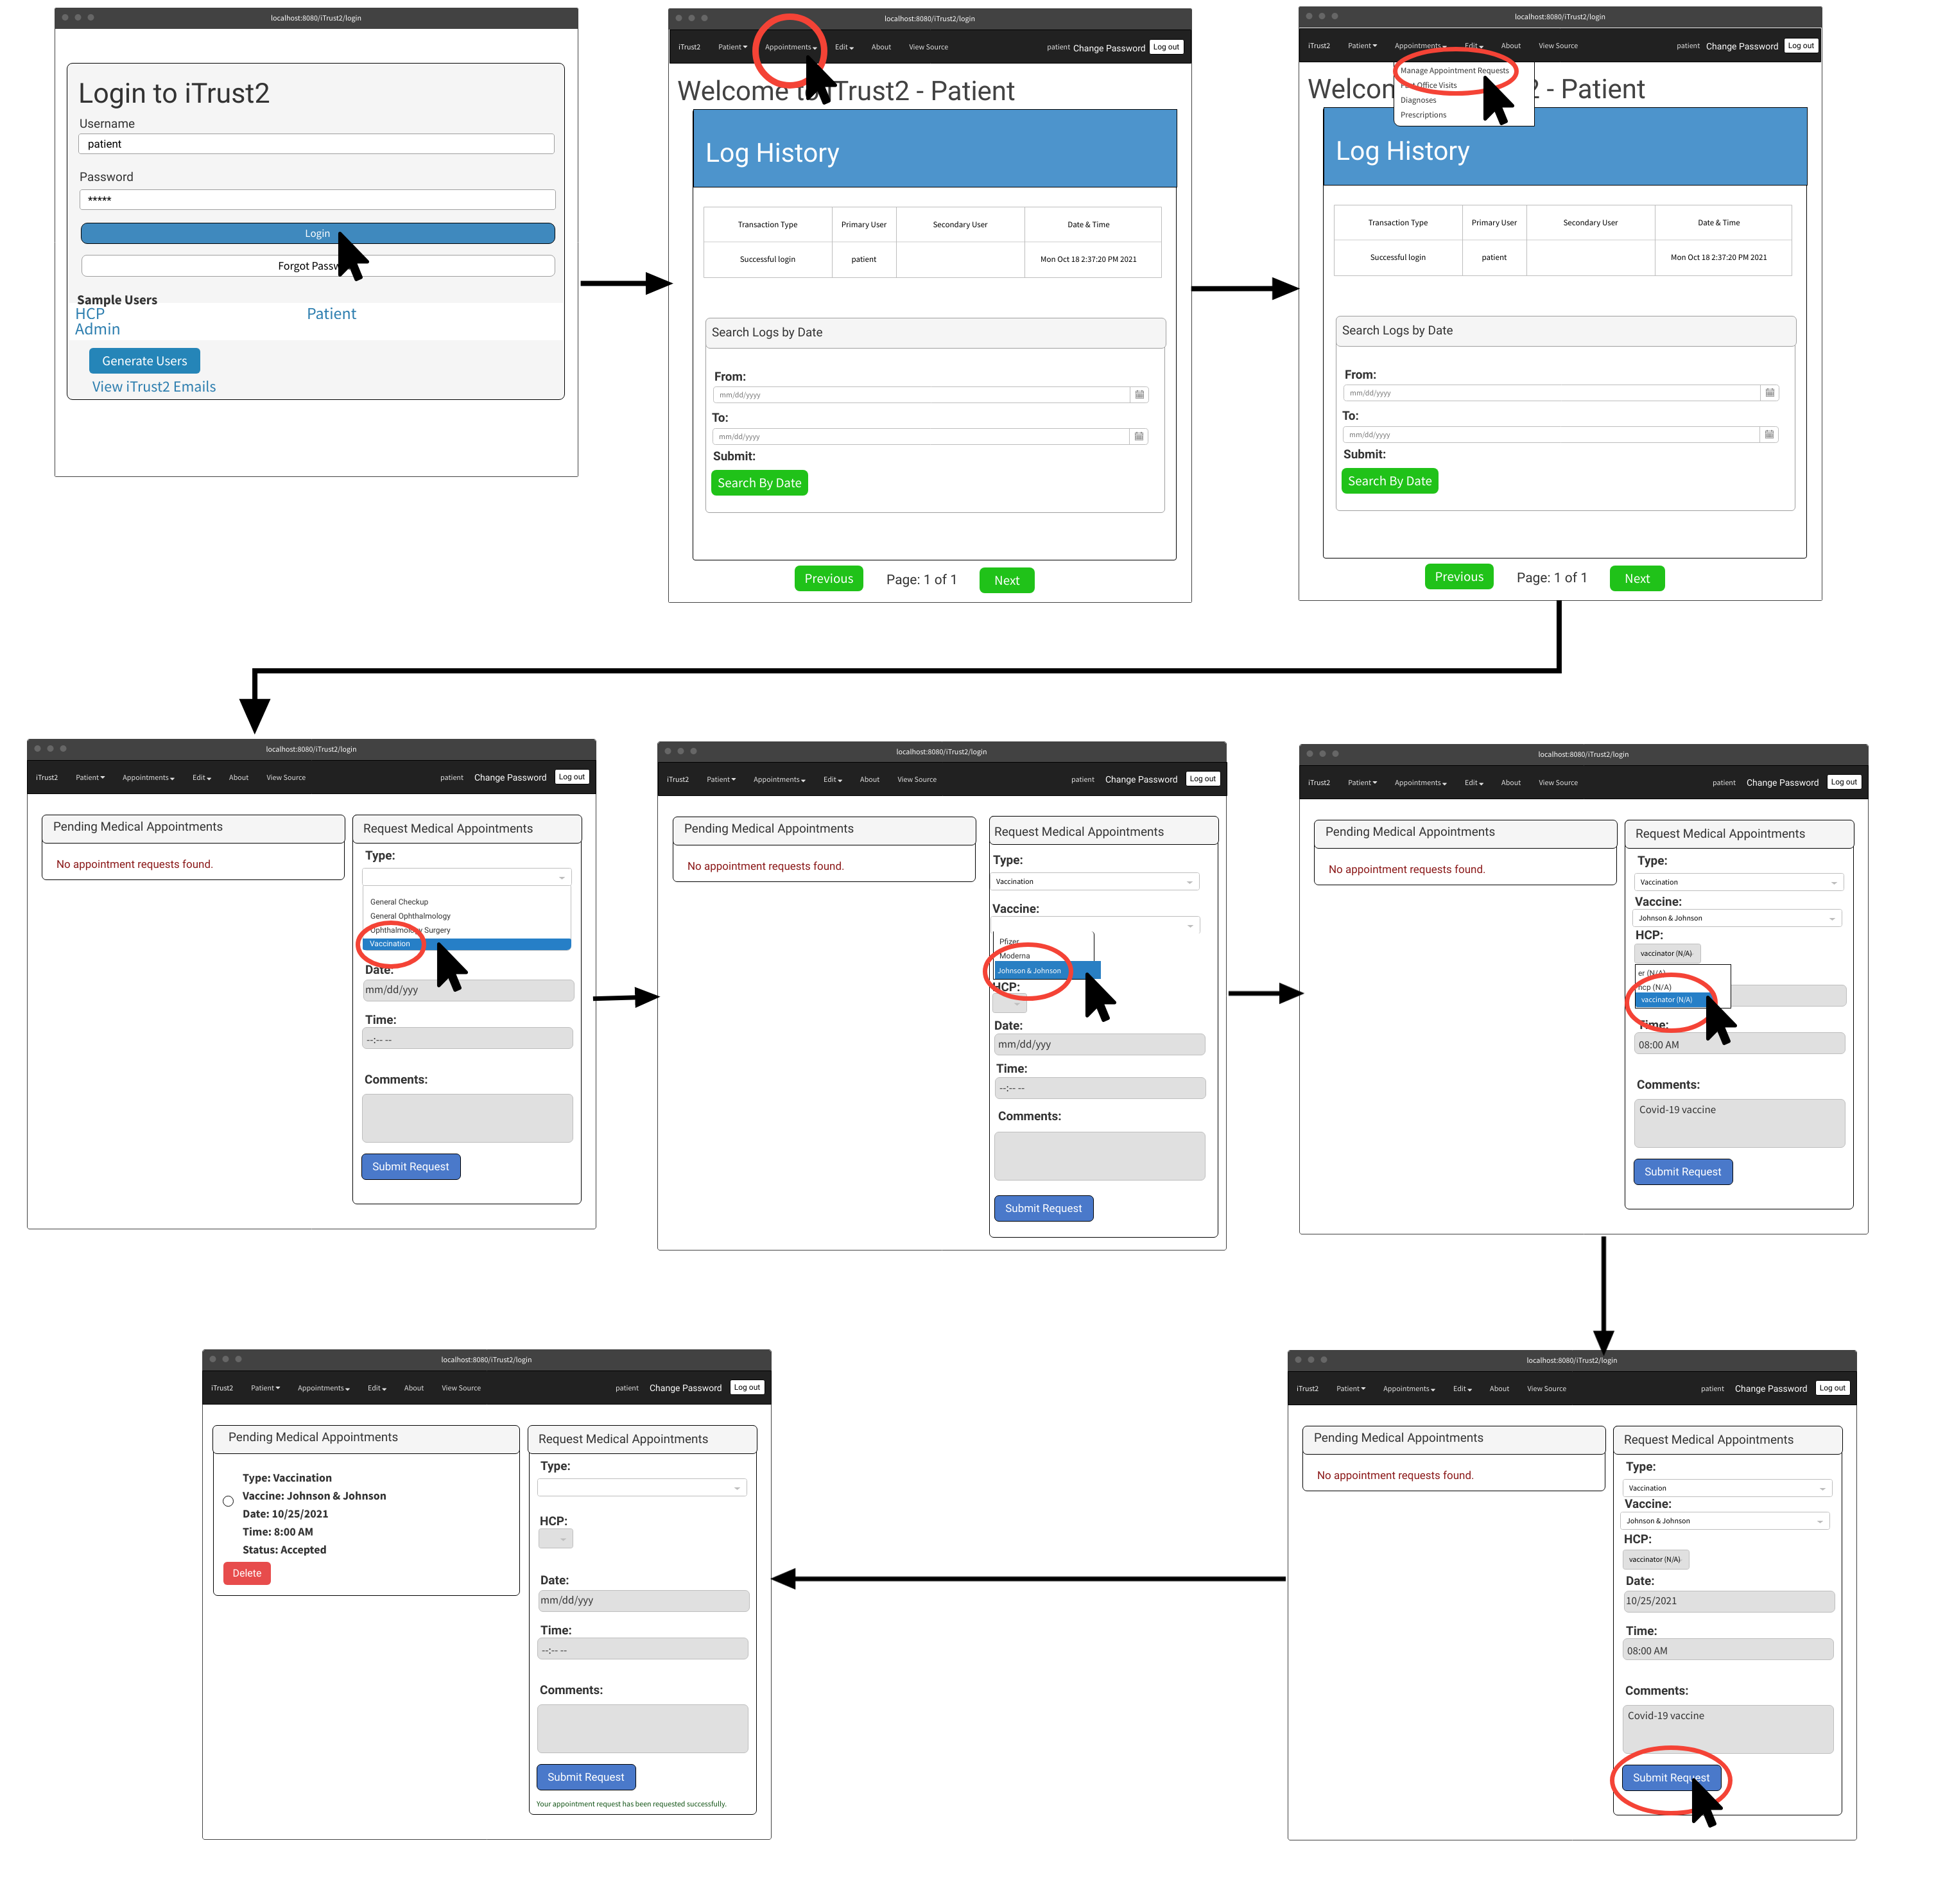 localhost:8080/iTrust2/login
Login to iTrust2
Username
patient
Password
*****
Login
Forgot Passw
Sample Users
HCP Patient
Admin
Generate Users
View iTrust2 Emails
localhost:8080/iTrust2/login
iTrust2 Patient Appointments Edit About View Source patient Change Password Log out
Welcome to iTrust2 - Patient
Log History
Transaction Type Primary User Secondary User Date & Time
Successful login patient Mon Oct 18 2:37:20 PM 2021
Search Logs by Date
From:
mm/dd/yyyy
To:
mm/dd/yyyy
Submit:
Search By Date
Previous Page: 1 of 1 Next
localhost:8080/iTrust2/login
iTrust2 Patient Appointments Edit About View Source patient Change Password Log out
Manage Appointment Requests
Past Office Visits
Diagnoses
Prescriptions
Welcon 2 - Patient
Log History
Transaction Type Primary User Secondary User Date & Time
Successful login patient Mon Oct 18 2:37:20 PM 2021
Search Logs by Date
From:
mm/dd/yyyy
To:
mm/dd/yyyy
Submit:
Search By Date
Previous Page: 1 of 1 Next
localhost:8080/iTrust2/login
iTrust2 Patient Appointments Edit About View Source patient Change Password Log out
Pending Medical Appointments
No appointment requests found.
Request Medical Appointments
Type:
General Checkup
General Ophthalmology
Ophthalmology Surgery
Vaccination
Date:
mm/dd/yyy
Time:
--:-- --
Comments:
Submit Request
localhost:8080/iTrust2/login
iTrust2 Patient Appointments Edit About View Source patient Change Password Log out
Pending Medical Appointments
No appointment requests found.
Request Medical Appointments
Type:
Vaccination
Vaccine:
Pfizer
Moderna
Johnson & Johnson
HCP:
Date:
mm/dd/yyy
Time:
--:-- --
Comments:
Submit Request
localhost:8080/iTrust2/login
iTrust2 Patient Appointments Edit About View Source patient Change Password Log out
Pending Medical Appointments
No appointment requests found.
Request Medical Appointments
Type:
Vaccination
Vaccine:
Johnson & Johnson
HCP:
vaccinator (N/A)
er (N/A)
hcp (N/A)
vaccinator (N/A)
Time:
08:00 AM
Comments:
Covid-19 vaccine
Submit Request
localhost:8080/iTrust2/login
iTrust2 Patient Appointments Edit About View Source patient Change Password Log out
Pending Medical Appointments
Type: Vaccination
Vaccine: Johnson & Johnson
Date: 10/25/2021
Time: 8:00 AM
Status: Accepted
Delete
Request Medical Appointments
Type:
HCP:
Date:
mm/dd/yyy
Time:
--:-- --
Comments:
Submit Request
Your appointment request has been requested successfully.
localhost:8080/iTrust2/login
iTrust2 Patient Appointments Edit About View Source patient Change Password Log out
Pending Medical Appointments
No appointment requests found.
Request Medical Appointments
Type:
Vaccination
Vaccine:
Johnson & Johnson
HCP:
vaccinator (N/A)
Date:
10/25/2021
Time:
08:00 AM
Comments:
Covid-19 vaccine
Submit Request